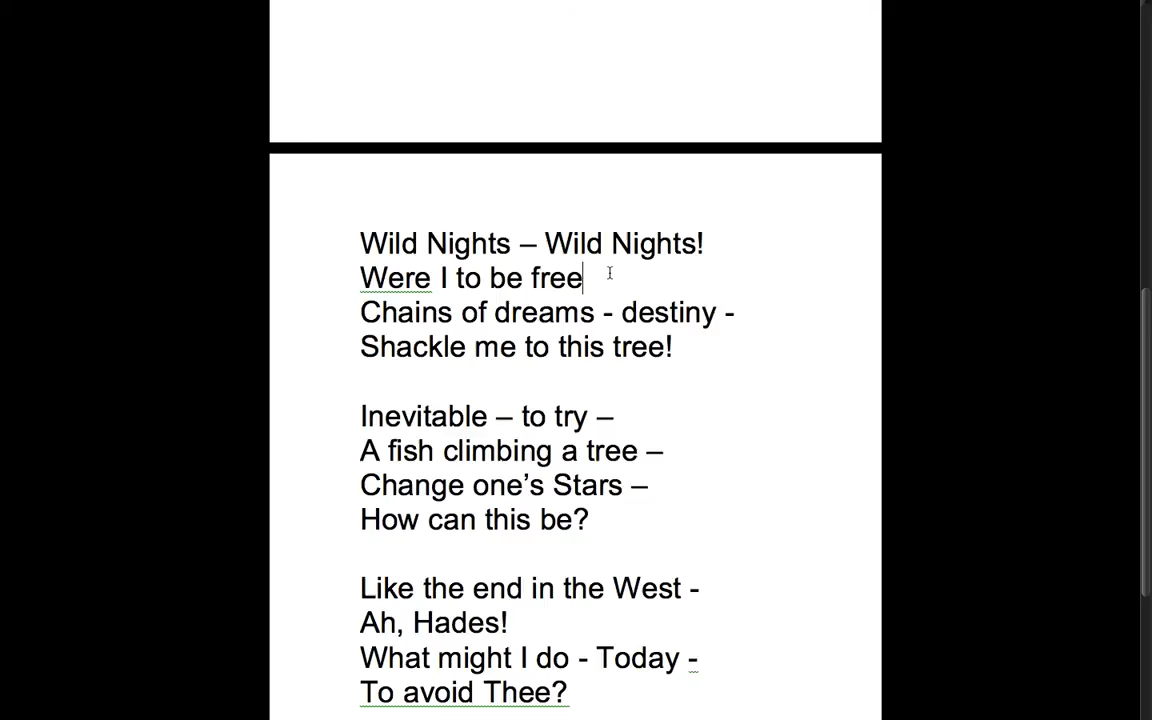 Wild Nights – Wild Nights!
Were I to be free
Chains of dreams - destiny -
Shackle me to this tree!
Inevitable – to try –
A fish climbing a tree –
Change one’s Stars –
How can this be?
Like the end in the West -
Ah, Hades!
What might I do - Today -
To avoid Thee?